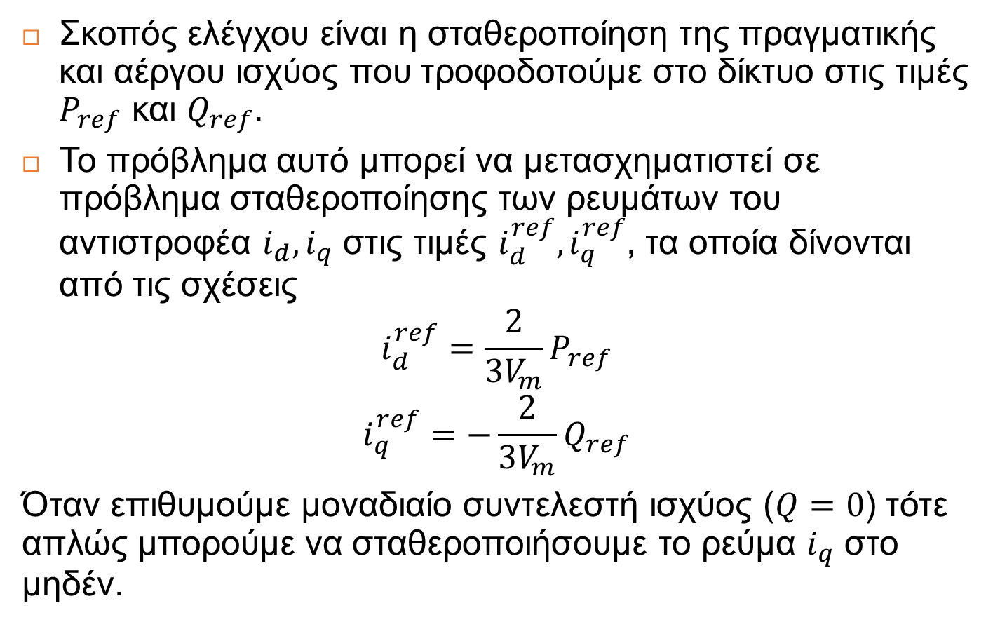 Σκοπός ελέγχου είναι η σταθεροποίηση της πραγματικής
και αέργου ισχύος που τροφοδοτούμε στο δίκτυο στις τιμές
P_{ref} και Q_{ref}.
Το πρόβλημα αυτό μπορεί να μετασχηματιστεί σε
πρόβλημα σταθεροποίησης των ρευμάτων του
αντιστροφέα i_d, i_q στις τιμές i_d^{ref}, i_q^{ref}, τα οποία δίνονται
από τις σχέσεις
i_d^{ref} = \frac{2}{3V_m} P_{ref}
i_q^{ref} = -\frac{2}{3V_m} Q_{ref}
Όταν επιθυμούμε μοναδιαίο συντελεστή ισχύος (Q = 0) τότε
απλώς μπορούμε να σταθεροποιήσουμε το ρεύμα i_q στο
μηδέν.